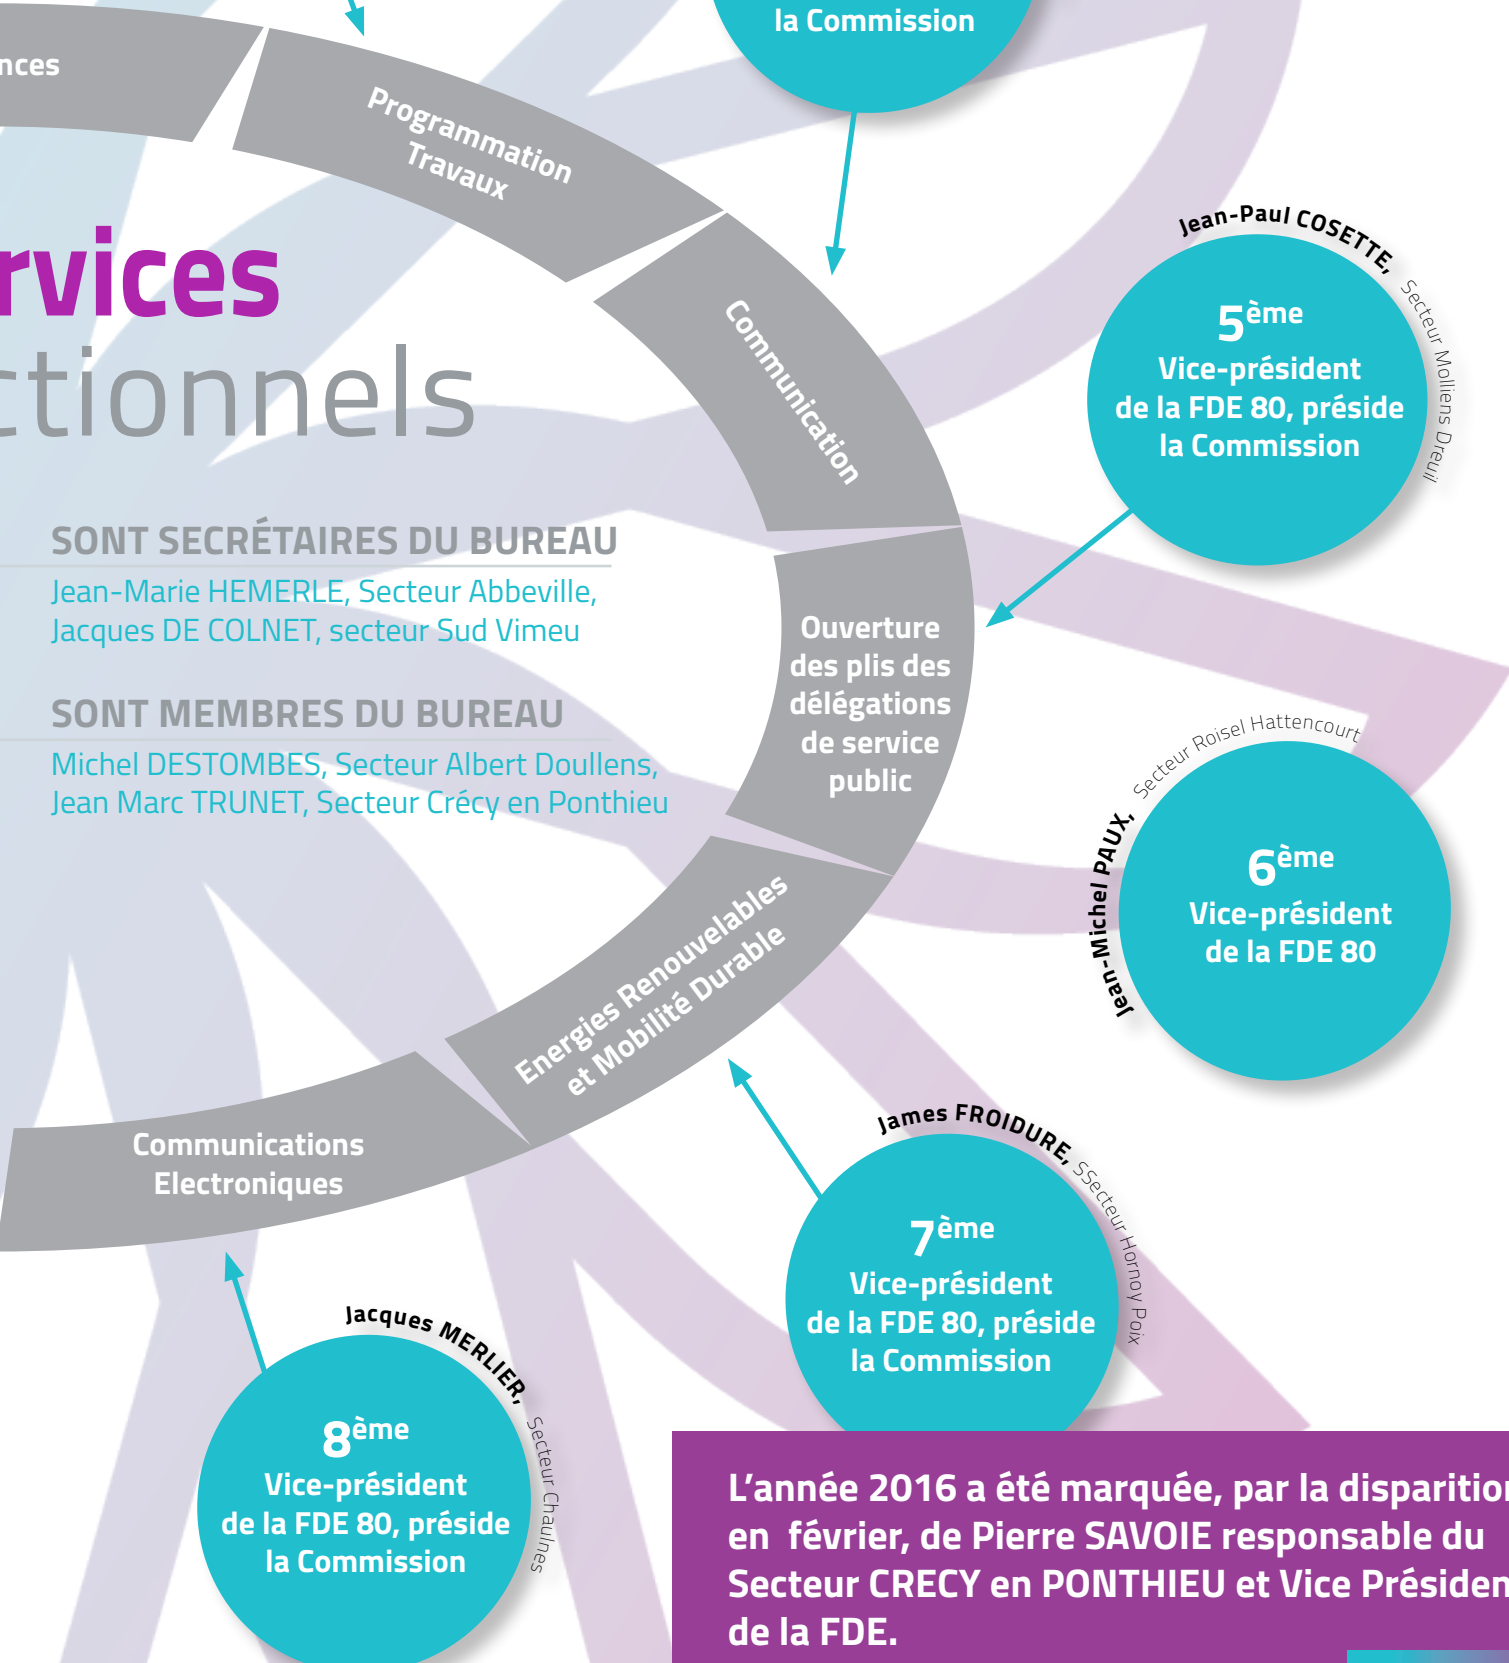 la Commission
nces
Programmation
Travaux
Communication
rvices
ctionnels
Jean-Paul COSETTE, Secteur Molliens Dreuil
5ème
Vice-président
de la FDE 80, préside
la Commission
SONT SECRÉTAIRES DU BUREAU
Jean-Marie HEMERLE, Secteur Abbeville,
Jacques DE COLNET, secteur Sud Vimeu
Ouverture
des plis des
délégations
de service
public
SONT MEMBRES DU BUREAU
Michel DESTOMBES, Secteur Albert Doullens,
Jean Marc TRUNET, Secteur Crécy en Ponthieu
Jean-Michel PAUX, Secteur Roisel Hattencourt
6ème
Vice-président
de la FDE 80
Energies Renouvelables
et Mobilité Durable
Communications
Electroniques
James FROIDURE, SSecteur Hornoy Poix
7ème
Vice-président
de la FDE 80, préside
la Commission
Jacques MERLIER, Secteur Chaulnes
8ème
Vice-président
de la FDE 80, préside
la Commission
L'année 2016 a été marquée, par la disparition
en février, de Pierre SAVOIE responsable du
Secteur CRECY en PONTHIEU et Vice Présiden
de la FDE.